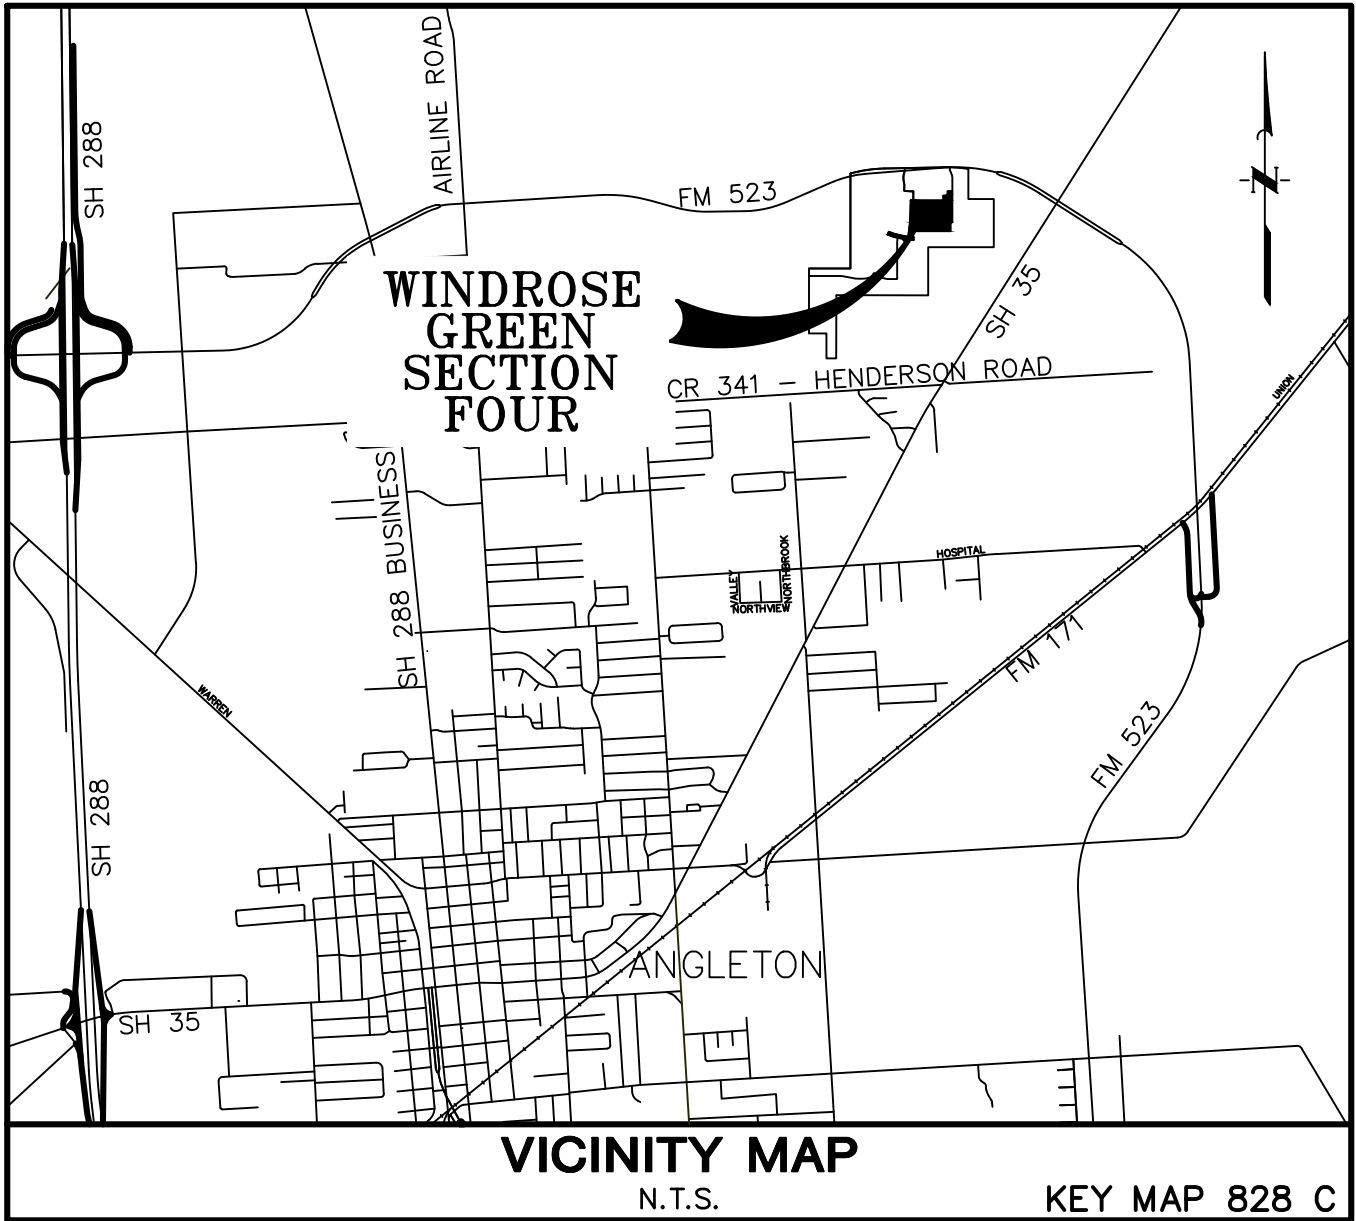 AIRLINE ROAD
SH 288
FM 523
N
WINDROSE
GREEN
SECTION
FOUR
SH 35
CR 341 - HENDERSON ROAD
UNION
SH 288 BUSINESS
HOSPITAL
VALLEY
NORTHBROOK
NORTHVIEW
FM 171
WARREN
FM 523
SH 288
ANGLETON
SH 35
VICINITY MAP
N.T.S.
KEY MAP 828 C